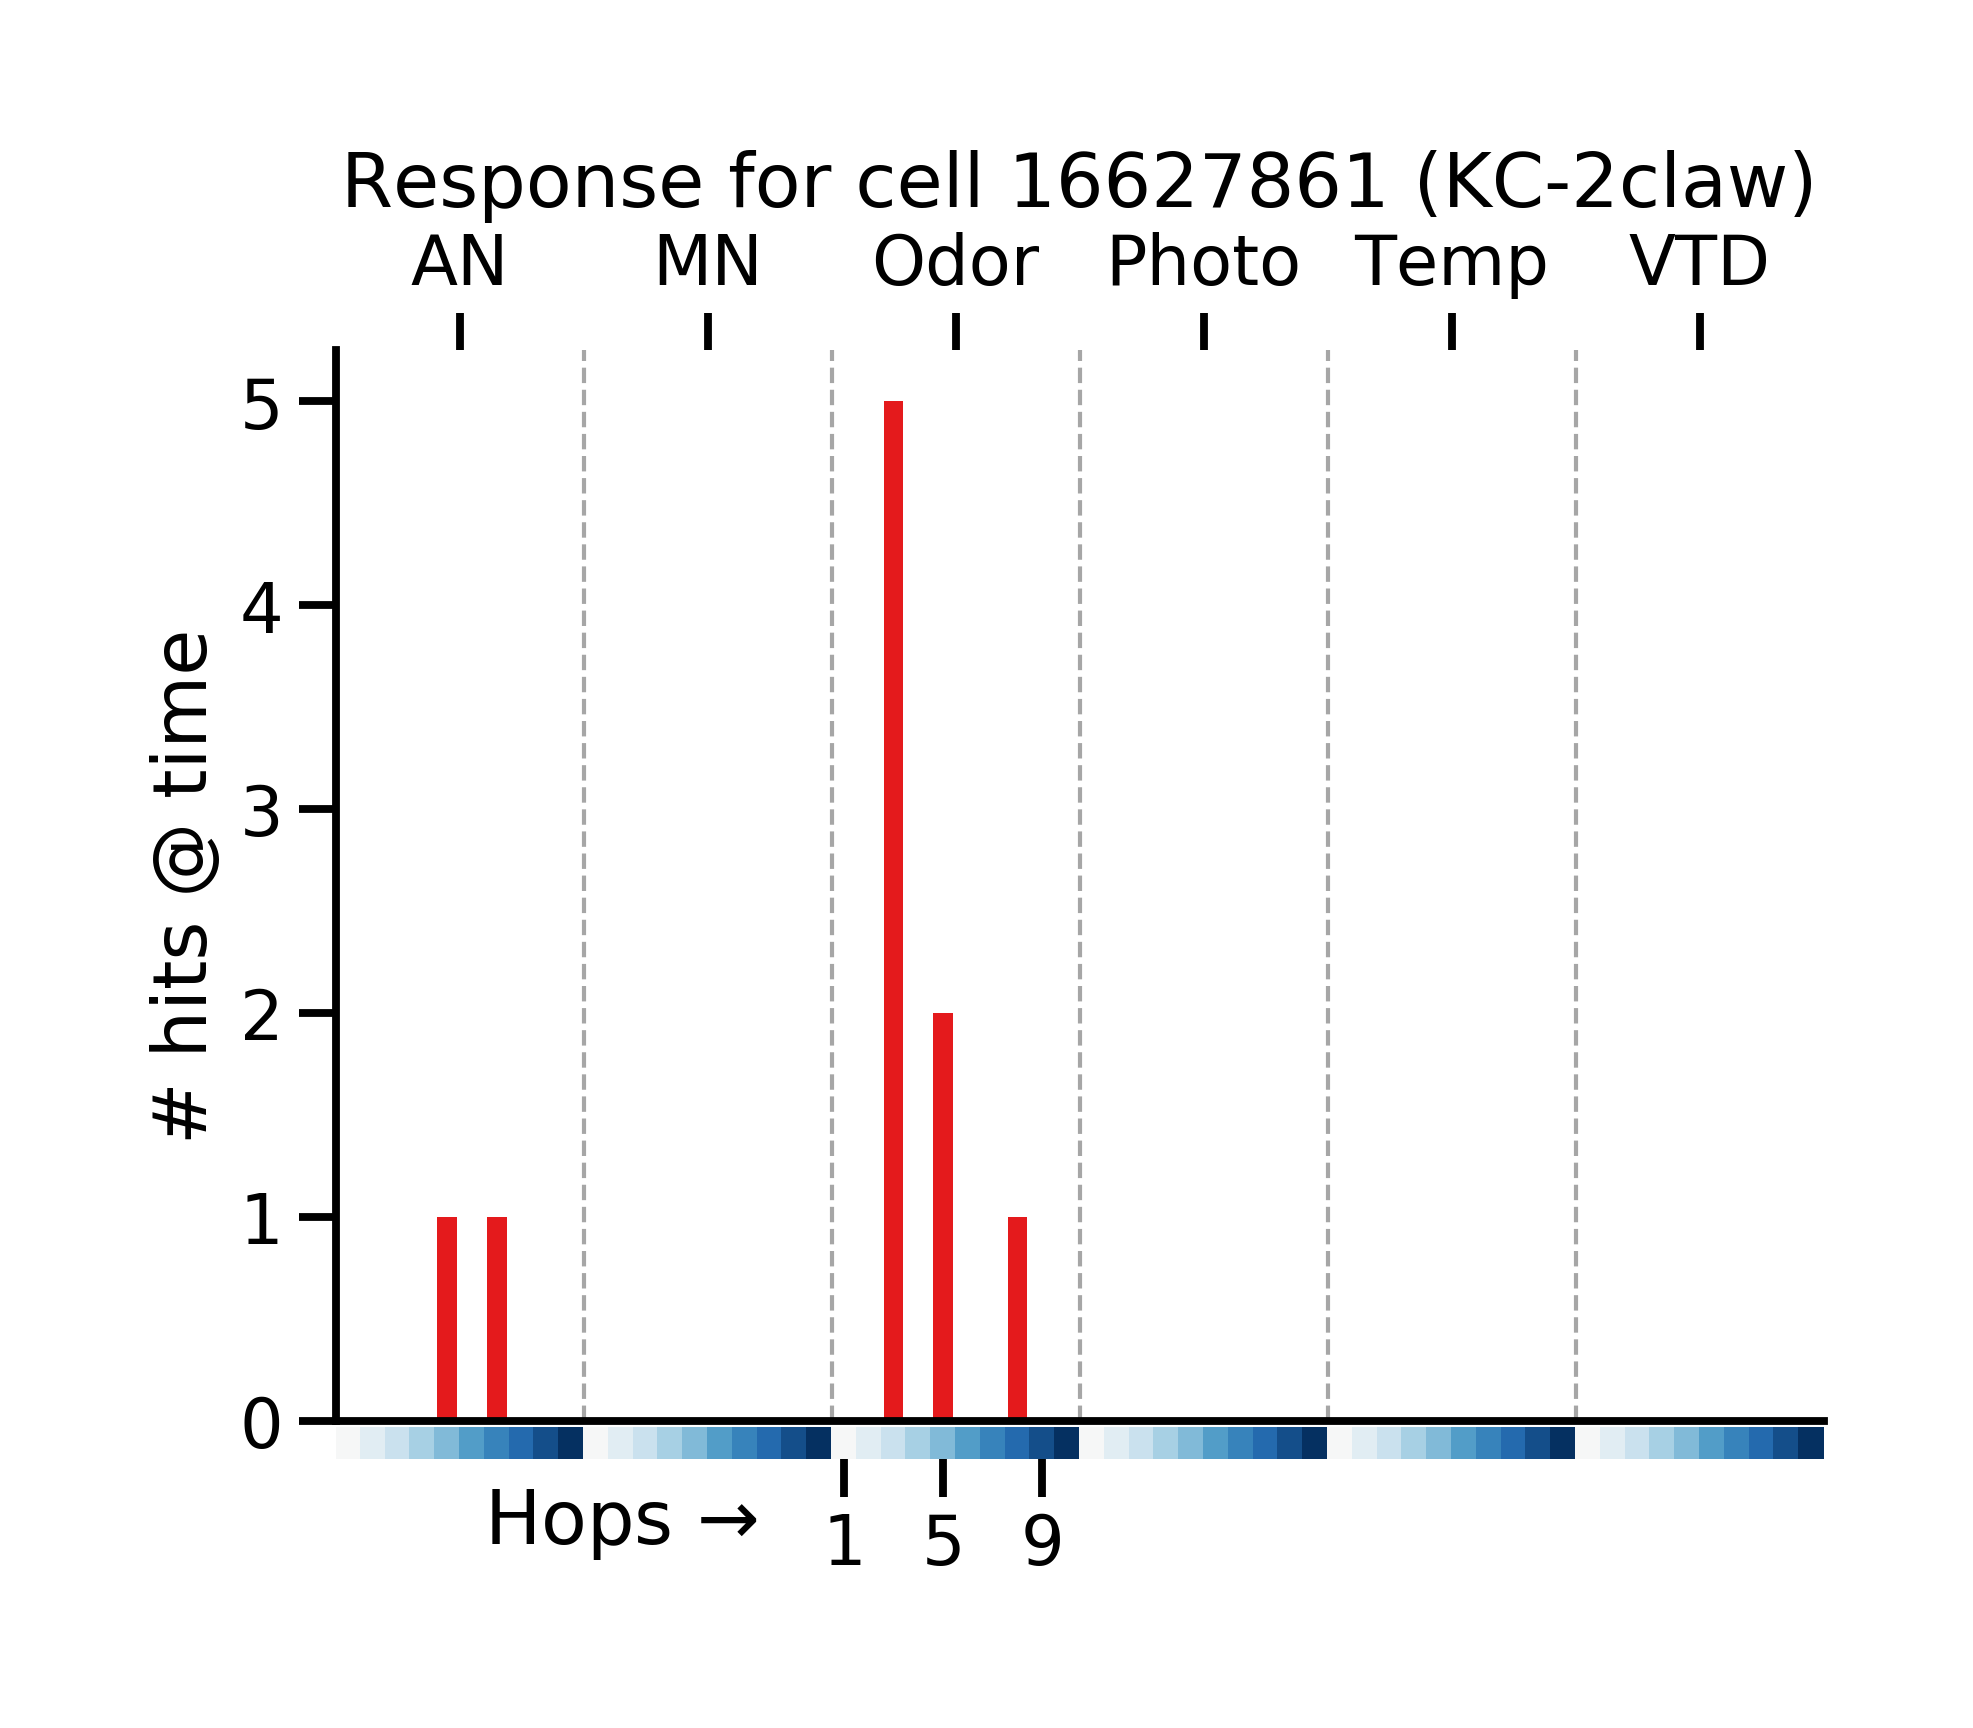 Response for cell 16627861 (KC-2claw)
AN MN Odor Photo Temp VTD
5
4
3
2
1
0
# hits @ time
Hops → 1 5 9